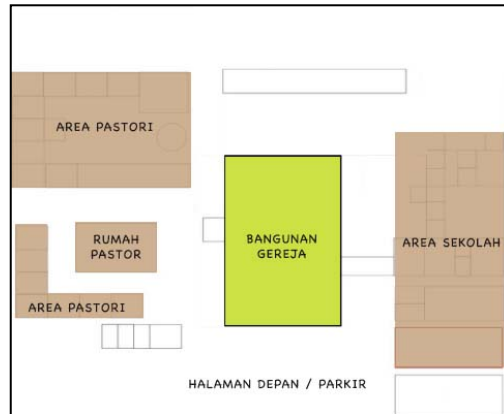 AREA PASTORI
RUMAH
PASTOR
BANGUNAN
GEREJA
AREA SEKOLAH
AREA PASTORI
HALAMAN DEPAN / PARKIR